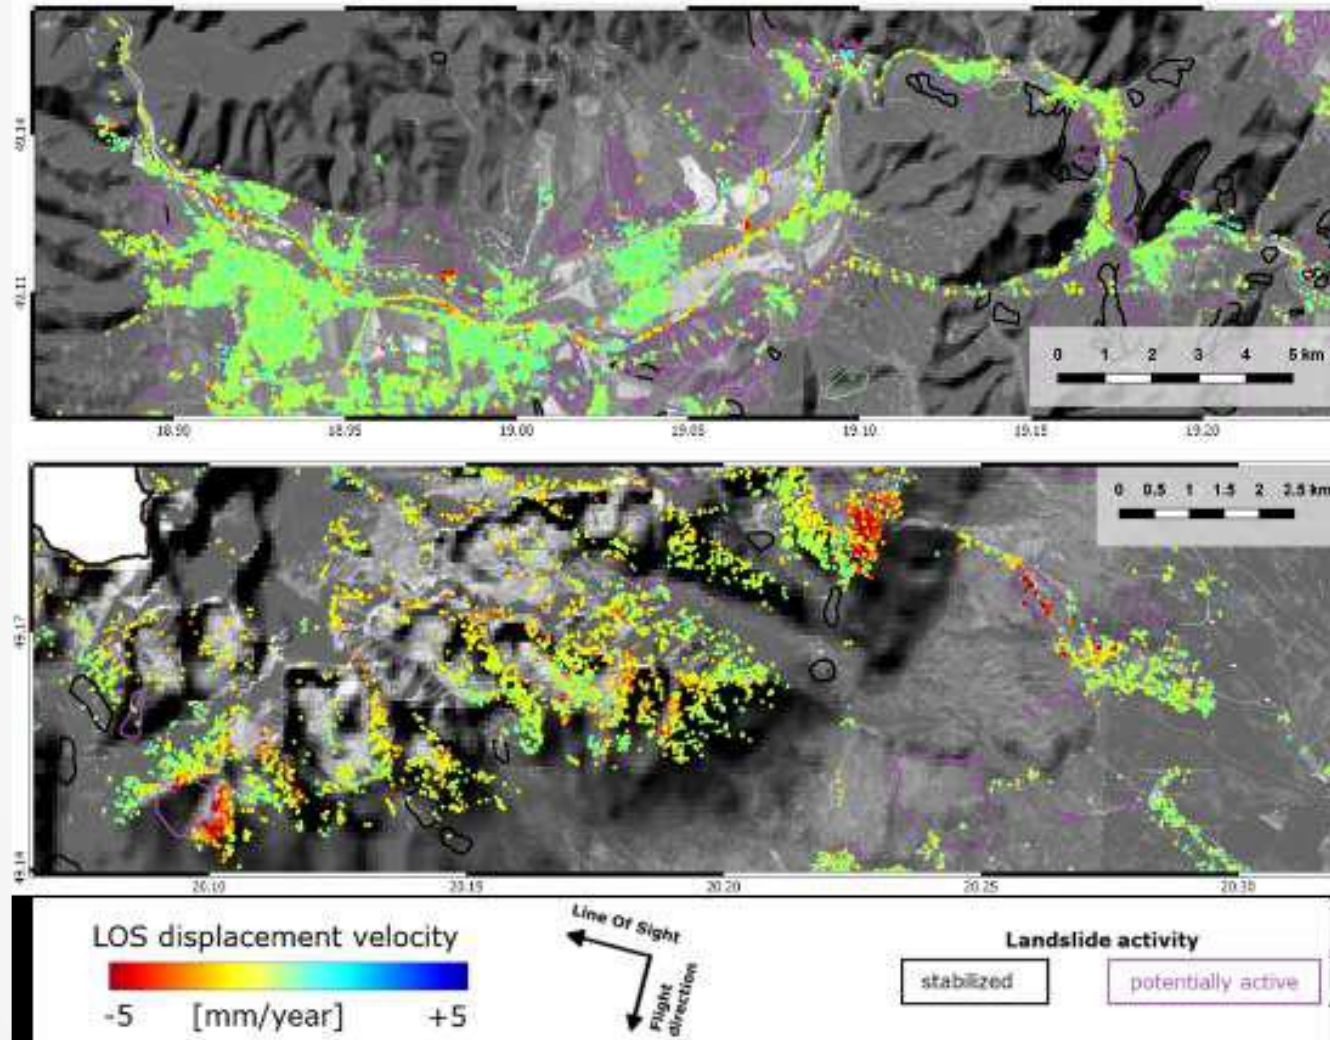 0 1 2 3 4 5 km
18.90 18.95 19.00 19.05 19.10 19.15 19.20
0 0.5 1 1.5 2 2.5 km
20.10 20.20 20.25 20.30
LOS displacement velocity
-5 [mm/year] +5
Line Of Sight
Flight
direction
Landslide activity
stabilized
potentially active